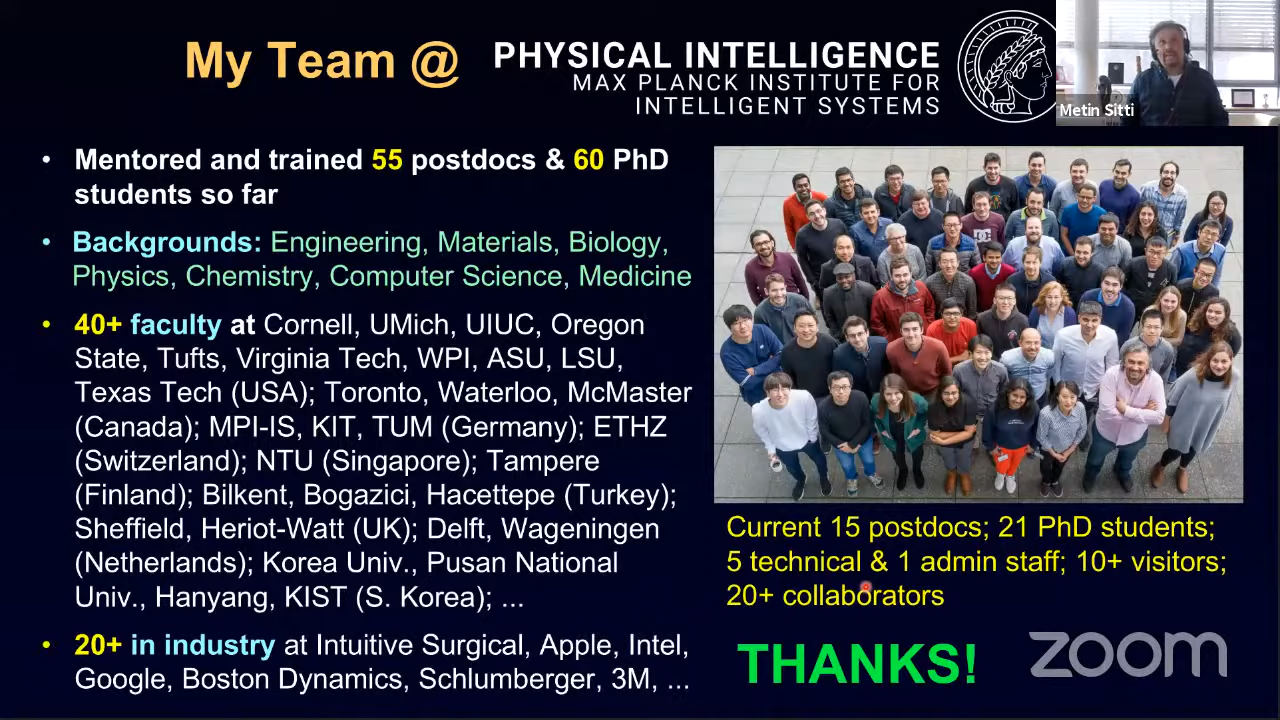 My Team @
PHYSICAL INTELLIGENCE
MAX PLANCK INSTITUTE FOR
INTELLIGENT SYSTEMS
Metin Sitti
• Mentored and trained 55 postdocs & 60 PhD
students so far
• Backgrounds: Engineering, Materials, Biology,
Physics, Chemistry, Computer Science, Medicine
• 40+ faculty at Cornell, UMich, UIUC, Oregon
State, Tufts, Virginia Tech, WPI, ASU, LSU,
Texas Tech (USA); Toronto, Waterloo, McMaster
(Canada); MPI-IS, KIT, TUM (Germany); ETHZ
(Switzerland); NTU (Singapore); Tampere
(Finland); Bilkent, Bogazici, Hacettepe (Turkey);
Sheffield, Heriot-Watt (UK); Delft, Wageningen
(Netherlands); Korea Univ., Pusan National
Univ., Hanyang, KIST (S. Korea); ...
• 20+ in industry at Intuitive Surgical, Apple, Intel,
Google, Boston Dynamics, Schlumberger, 3M, ...
Current 15 postdocs; 21 PhD students;
5 technical & 1 admin staff; 10+ visitors;
20+ collaborators
THANKS!
zoom